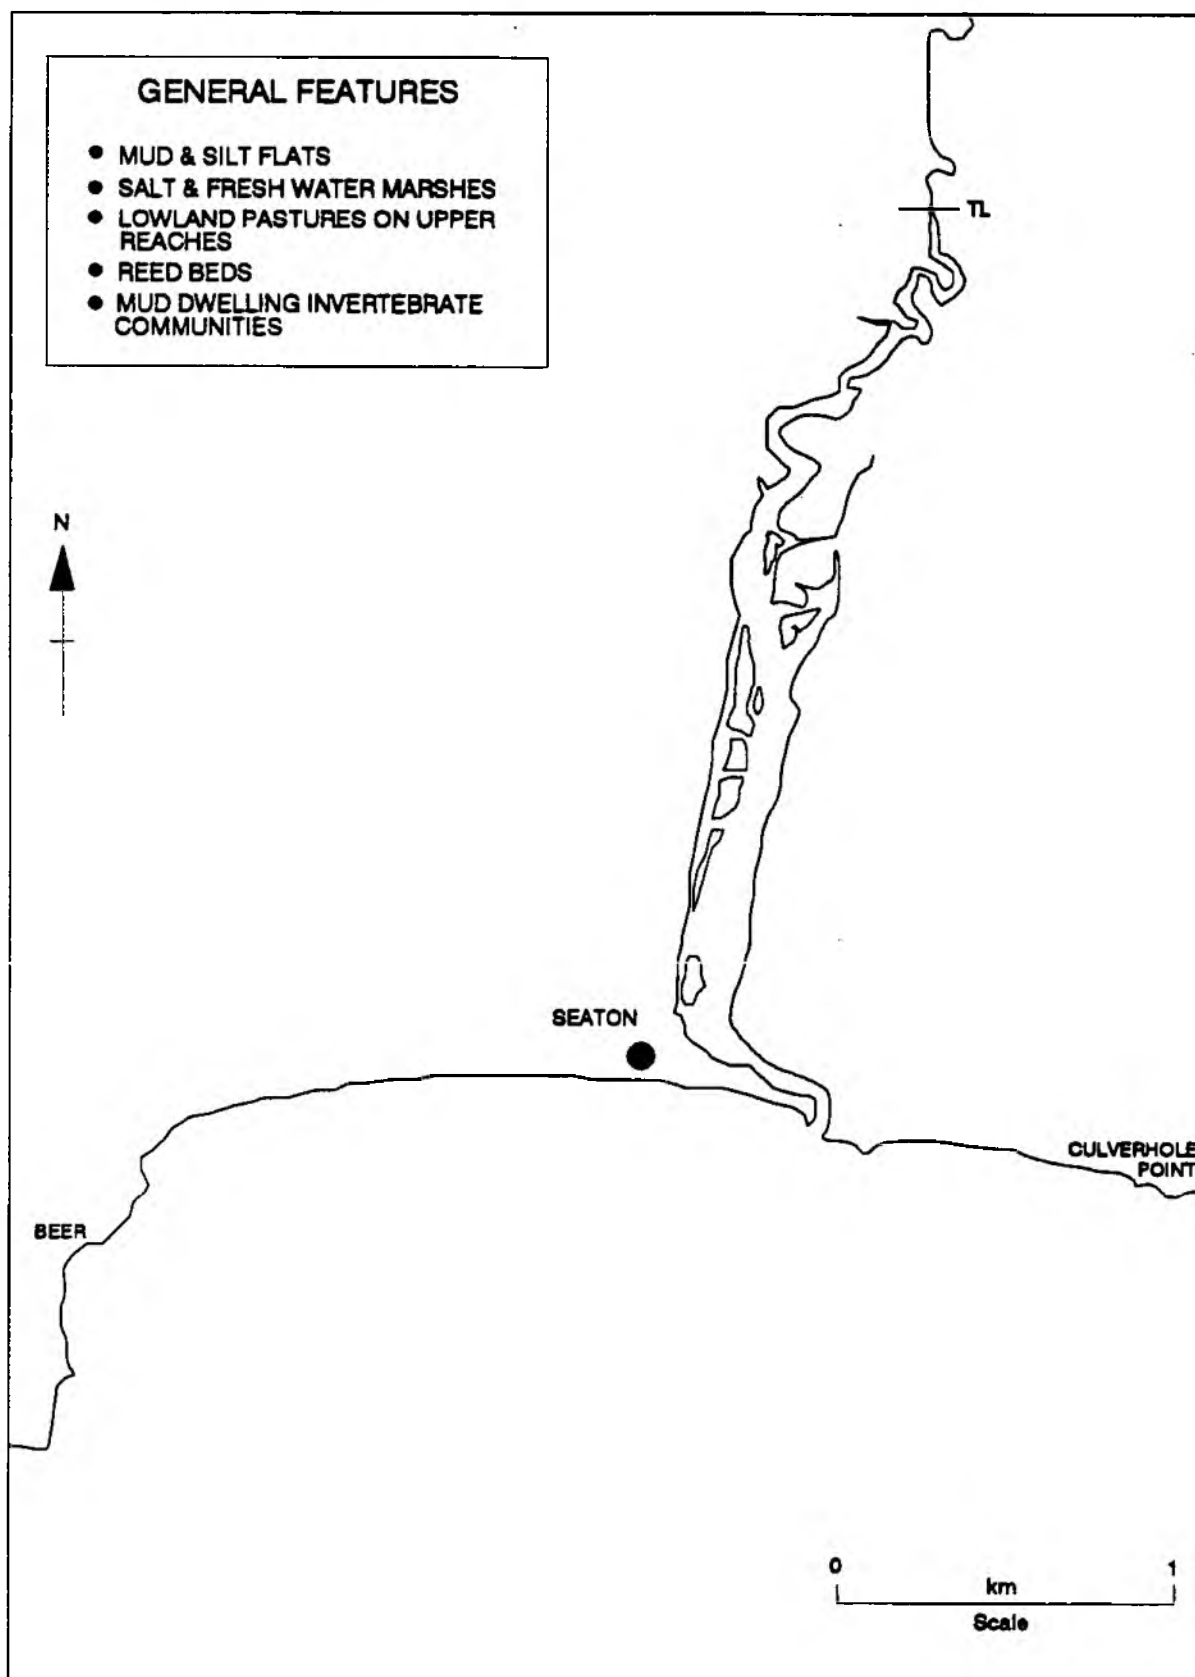 GENERAL FEATURES
● MUD & SILT FLATS
● SALT & FRESH WATER MARSHES
● LOWLAND PASTURES ON UPPER
REACHES
● REED BEDS
● MUD DWELLING INVERTEBRATE
COMMUNITIES
TL
N
SEATON
CULVERHOLE
POINT
BEER
0 1
km
Scale